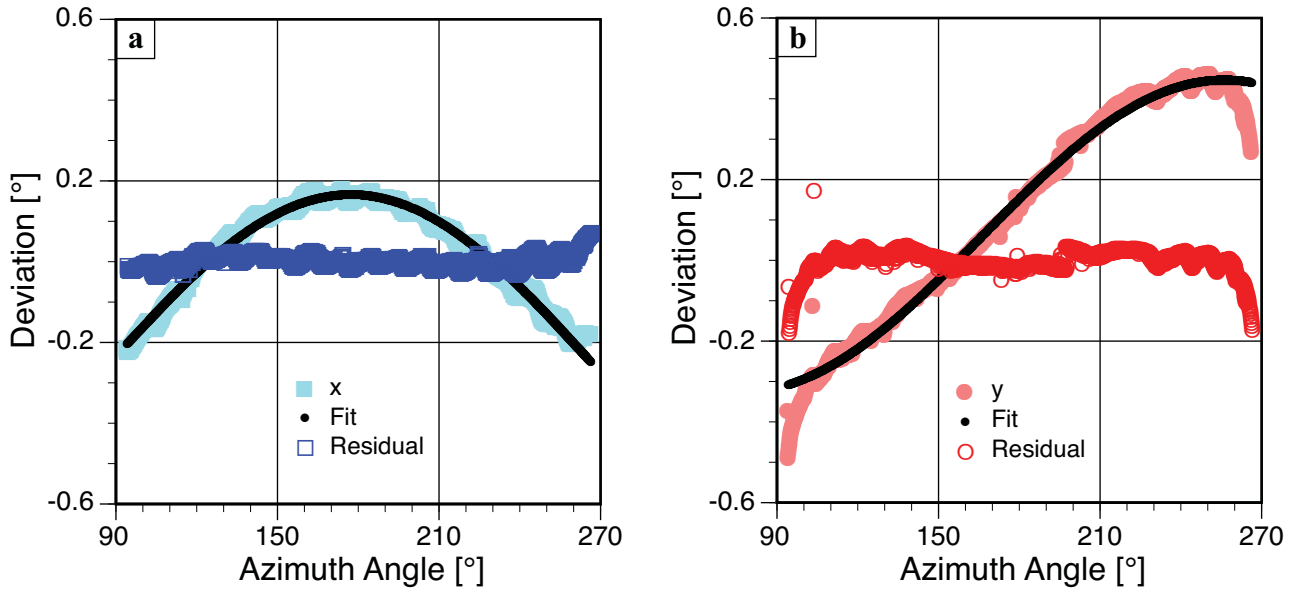 a
0.6
0.2
-0.2
-0.6
Deviation [°]
x
Fit
Residual
90
150
210
270
Azimuth Angle [°]
b
0.6
0.2
-0.2
-0.6
Deviation [°]
y
Fit
Residual
90
150
210
270
Azimuth Angle [°]